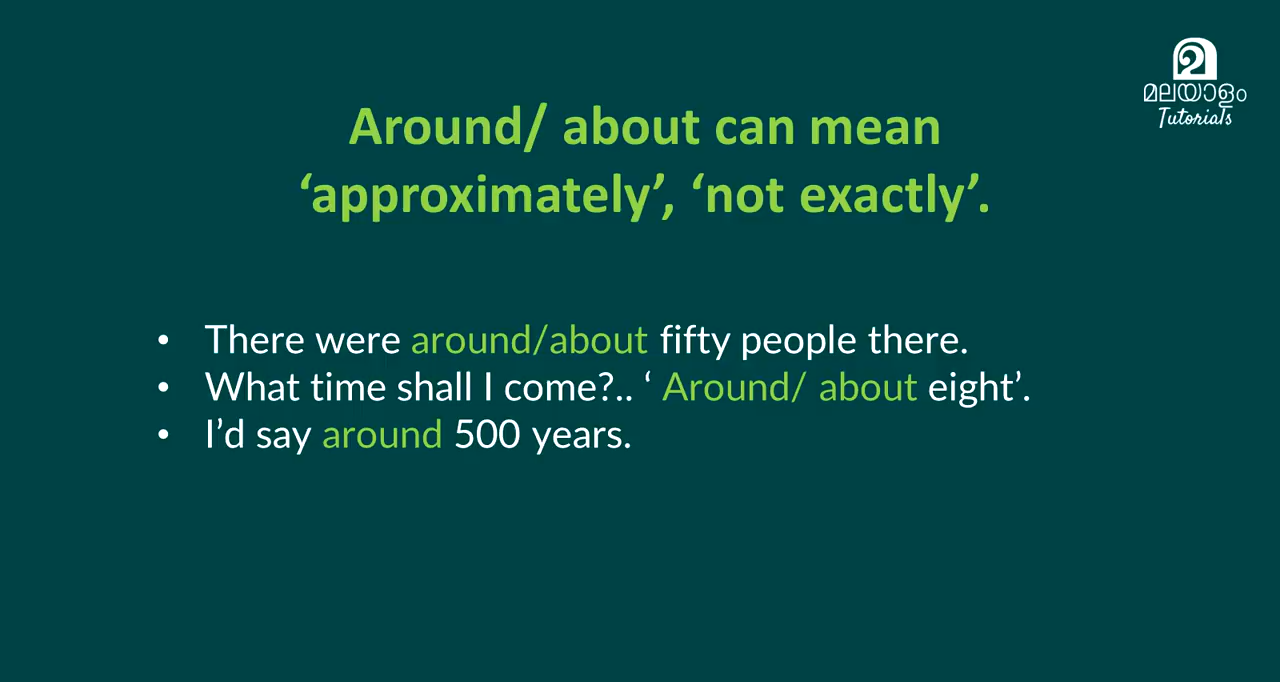 മലയാളം
Tutorials
Around/ about can mean
‘approximately’, ‘not exactly’.
• There were around/about fifty people there.
• What time shall I come?.. ‘ Around/ about eight’.
• I’d say around 500 years.